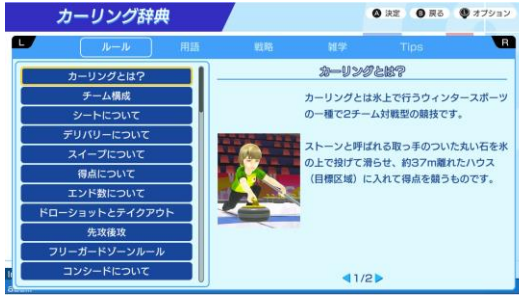 カーリング辞典
A 決定 B 戻る オプション
L ルール 用語 戦略 雑学 Tips R
カーリングとは?
チーム構成
シートについて
デリバリーについて
スイープについて
得点について
エンド数について
ドローショットとテイクアウト
先攻後攻
フリーガードゾーンルール
コンシードについて
カーリングとは?
カーリングとは氷上で行うウィンタースポーツ
の一種で2チーム対戦型の競技です。
ストーンと呼ばれる取っ手のついた丸い石を氷
の上で投げて滑らせ、約37m離れたハウス
(目標区域)に入れて得点を競うものです。
1/2